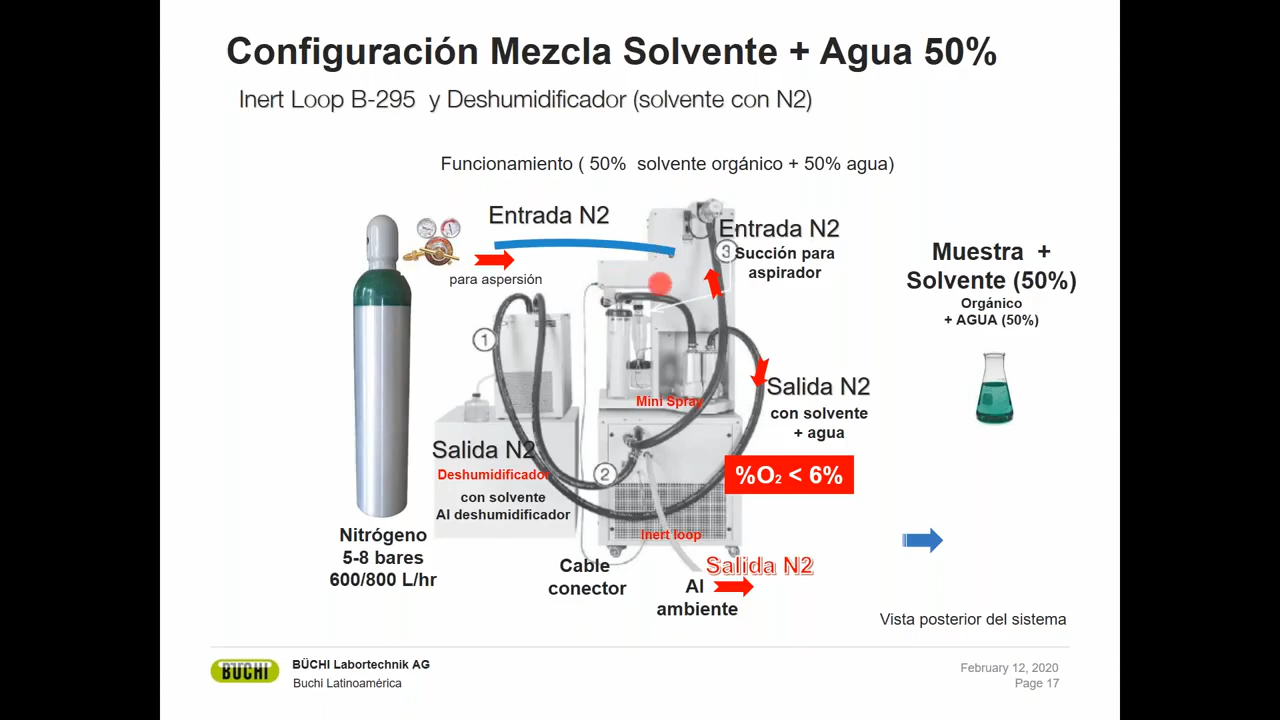 Configuración Mezcla Solvente + Agua 50%
Inert Loop B-295 y Deshumidificador (solvente con N2)
Funcionamiento ( 50% solvente orgánico + 50% agua)
Entrada N2
para aspersión
Entrada N2
3
Succión para
aspirador
Muestra +
Solvente (50%)
Orgánico
+ AGUA (50%)
1
Mini Spray
Salida N2
con solvente
+ agua
Salida N2
Deshumidificador
con solvente
Al deshumidificador
2
%O₂ < 6%
Inert loop
Nitrógeno
5-8 bares
600/800 L/hr
Cable
conector
Salida N2
Al
ambiente
Vista posterior del sistema
BÜCHI
BÜCHI Labortechnik AG
Buchi Latinoamérica
February 12, 2020
Page 17